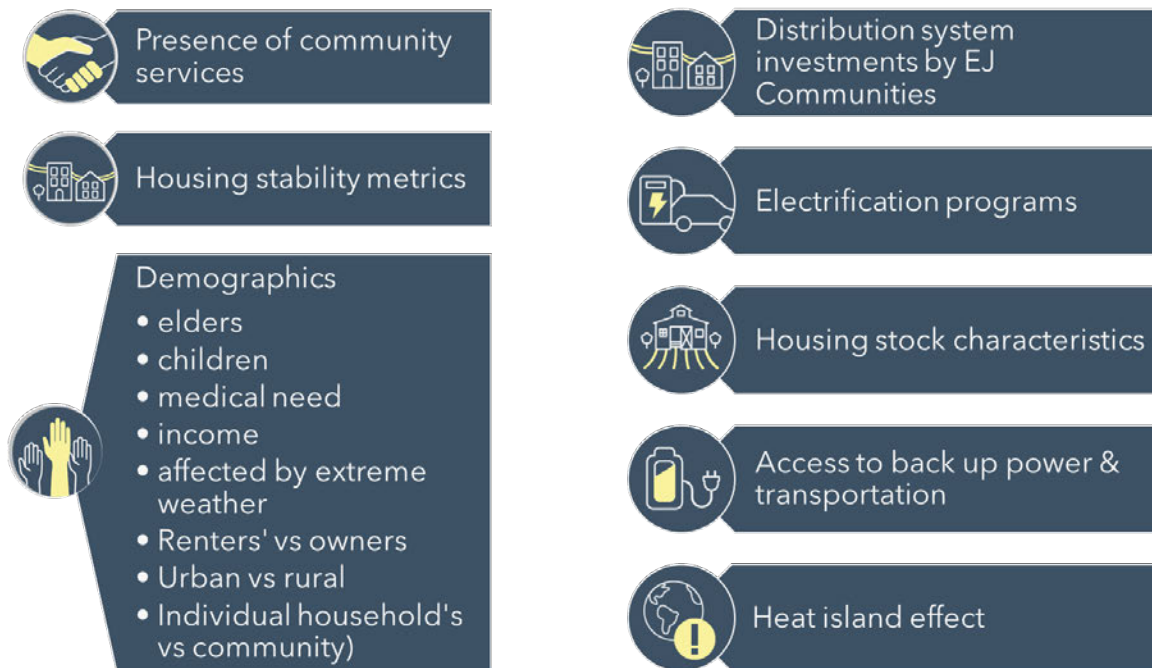 Presence of community
services
Housing stability metrics
Demographics
• elders
• children
• medical need
• income
• affected by extreme
weather
• Renters' vs owners
• Urban vs rural
• Individual household's
vs community)
Distribution system
investments by EJ
Communities
Electrification programs
Housing stock characteristics
Access to back up power &
transportation
Heat island effect